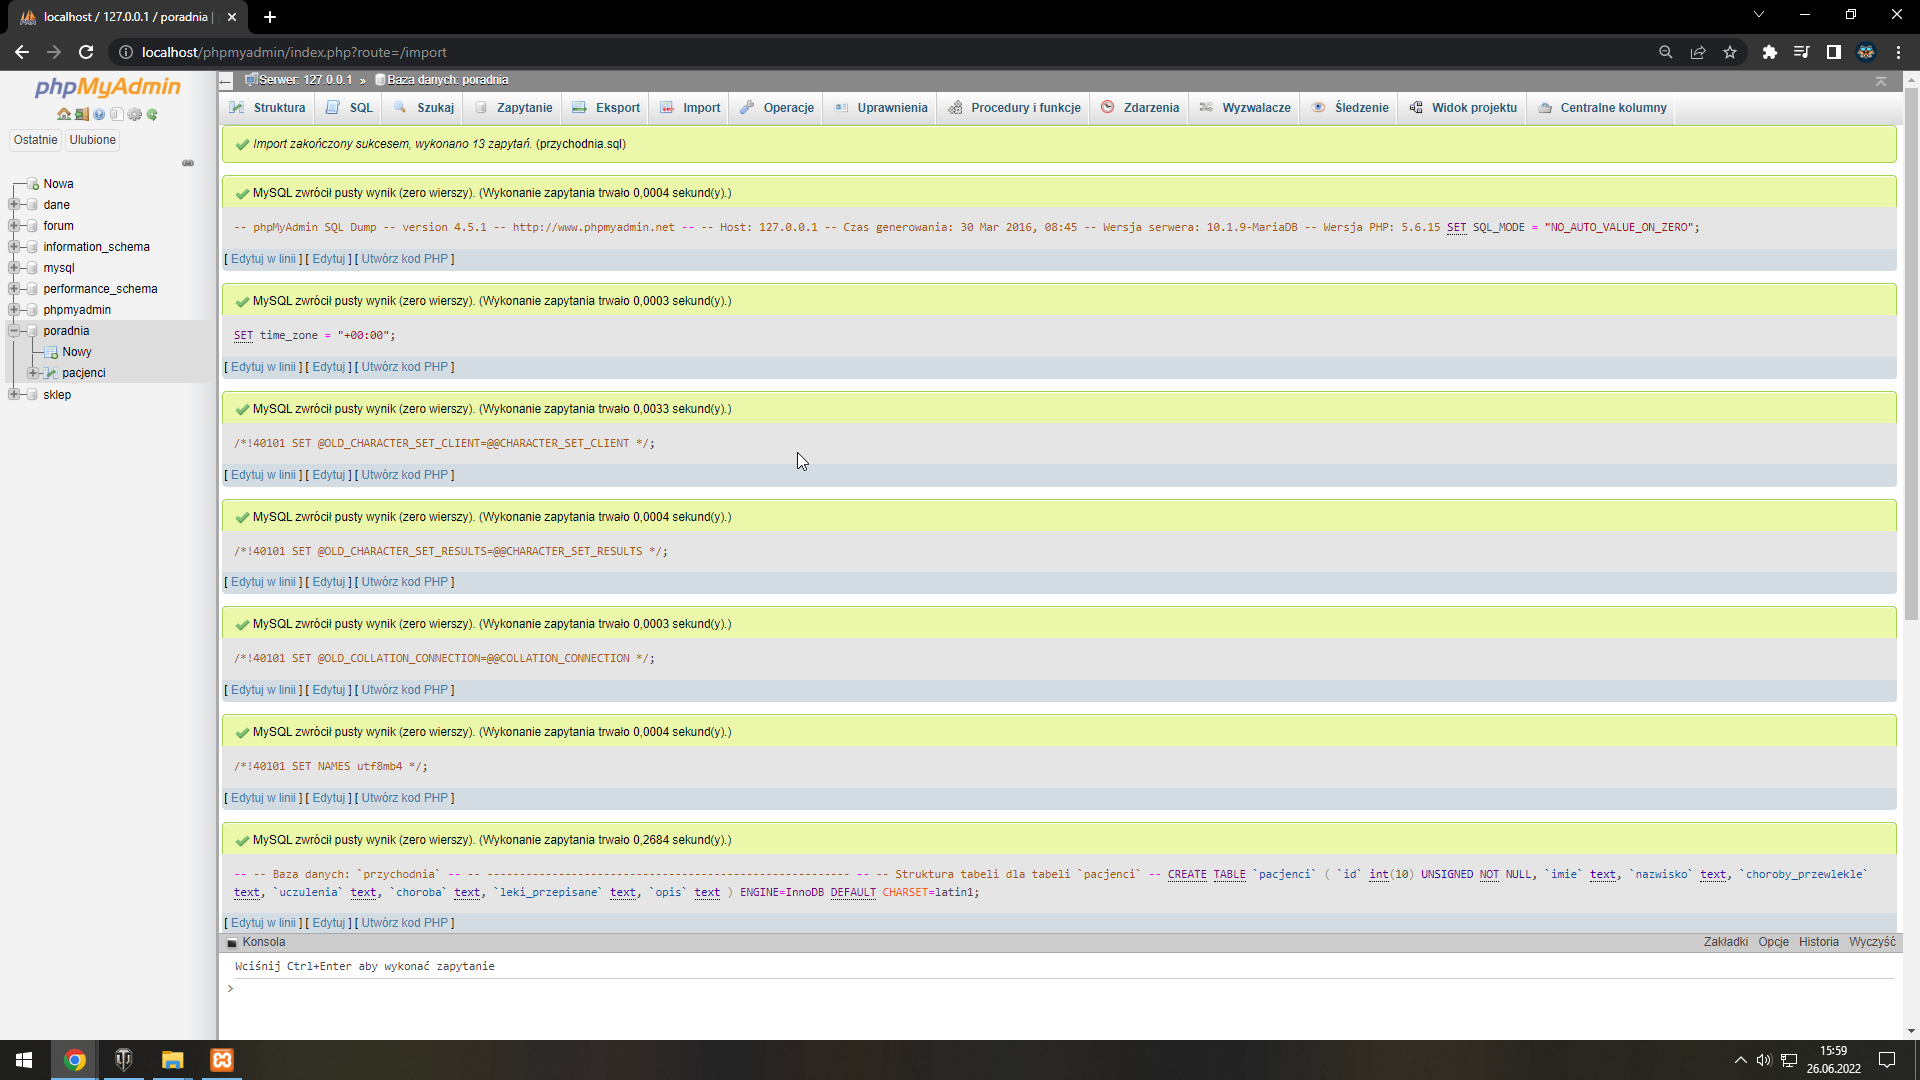 localhost / 127.0.0.1 / poradnia |
localhost/phpmyadmin/index.php?route=/import
phpMyAdmin
Ostatnie Ulubione
Nowa
dane
forum
information_schema
mysql
performance_schema
phpmyadmin
poradnia
Nowy
pacjenci
sklep
Serwer: 127.0.0.1 » Baza danych: poradnia
Struktura SQL Szukaj Zapytanie Eksport Import Operacje Uprawnienia Procedury i funkcje Zdarzenia Wyzwalacze Śledzenie Widok projektu Centralne kolumny
Import zakończony sukcesem, wykonano 13 zapytań. (przychodnia.sql)
MySQL zwrócił pusty wynik (zero wierszy). (Wykonanie zapytania trwało 0,0004 sekund(y).)
-- phpMyAdmin SQL Dump -- version 4.5.1 -- http://www.phpmyadmin.net -- -- Host: 127.0.0.1 -- Czas generowania: 30 Mar 2016, 08:45 -- Wersja serwera: 10.1.9-MariaDB -- Wersja PHP: 5.6.15 SET SQL_MODE = "NO_AUTO_VALUE_ON_ZERO";
[ Edytuj w linii ] [ Edytuj ] [ Utwórz kod PHP ]
MySQL zwrócił pusty wynik (zero wierszy). (Wykonanie zapytania trwało 0,0003 sekund(y).)
SET time_zone = "+00:00";
[ Edytuj w linii ] [ Edytuj ] [ Utwórz kod PHP ]
MySQL zwrócił pusty wynik (zero wierszy). (Wykonanie zapytania trwało 0,0033 sekund(y).)
/*!40101 SET @OLD_CHARACTER_SET_CLIENT=@@CHARACTER_SET_CLIENT */;
[ Edytuj w linii ] [ Edytuj ] [ Utwórz kod PHP ]
MySQL zwrócił pusty wynik (zero wierszy). (Wykonanie zapytania trwało 0,0004 sekund(y).)
/*!40101 SET @OLD_CHARACTER_SET_RESULTS=@@CHARACTER_SET_RESULTS */;
[ Edytuj w linii ] [ Edytuj ] [ Utwórz kod PHP ]
MySQL zwrócił pusty wynik (zero wierszy). (Wykonanie zapytania trwało 0,0003 sekund(y).)
/*!40101 SET @OLD_COLLATION_CONNECTION=@@COLLATION_CONNECTION */;
[ Edytuj w linii ] [ Edytuj ] [ Utwórz kod PHP ]
MySQL zwrócił pusty wynik (zero wierszy). (Wykonanie zapytania trwało 0,0004 sekund(y).)
/*!40101 SET NAMES utf8mb4 */;
[ Edytuj w linii ] [ Edytuj ] [ Utwórz kod PHP ]
MySQL zwrócił pusty wynik (zero wierszy). (Wykonanie zapytania trwało 0,2684 sekund(y).)
-- -- Baza danych: `przychodnia` -- -- -------------------------------------------------------- -- -- Struktura tabeli dla tabeli `pacjenci` -- CREATE TABLE `pacjenci` ( `id` int(10) UNSIGNED NOT NULL, `imie` text, `nazwisko` text, `choroby_przewlekle`
text, `uczulenia` text, `choroba` text, `leki_przepisane` text, `opis` text ) ENGINE=InnoDB DEFAULT CHARSET=latin1;
[ Edytuj w linii ] [ Edytuj ] [ Utwórz kod PHP ]
Konsola Zakładki Opcje Historia Wyczyść
Wciśnij Ctrl+Enter aby wykonać zapytanie
>
15:59
26.06.2022